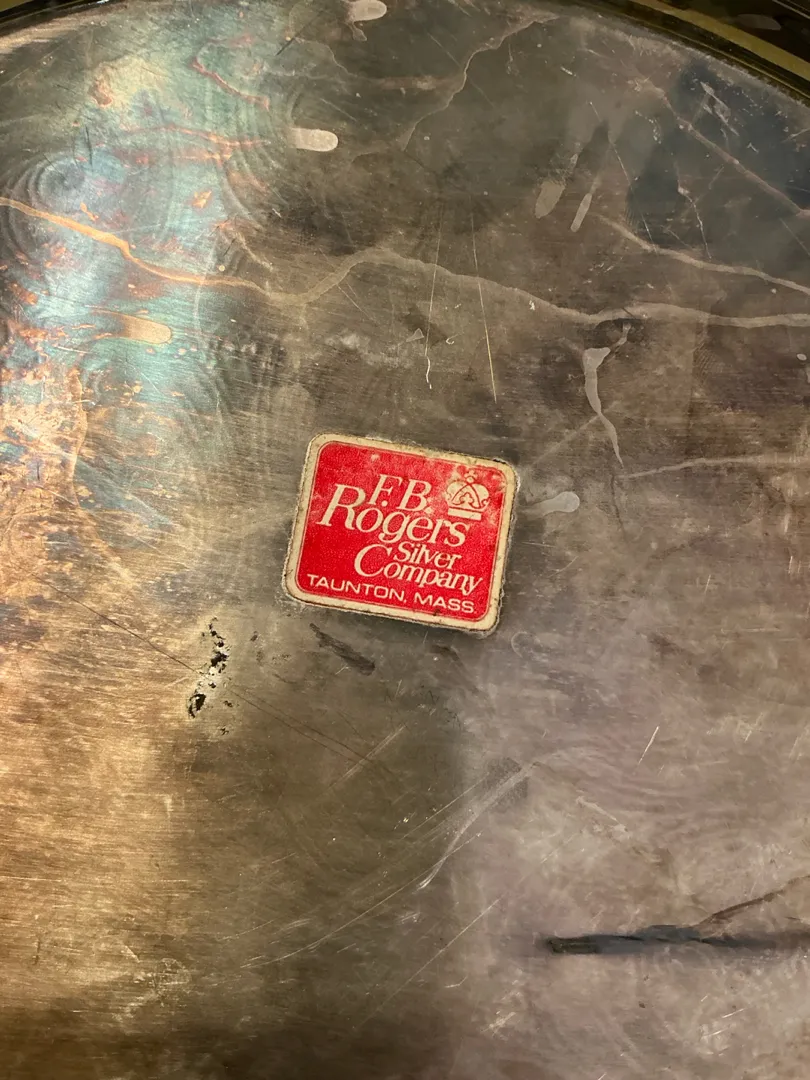 F.B.
Rogers
Silver
Company
TAUNTON, MASS.